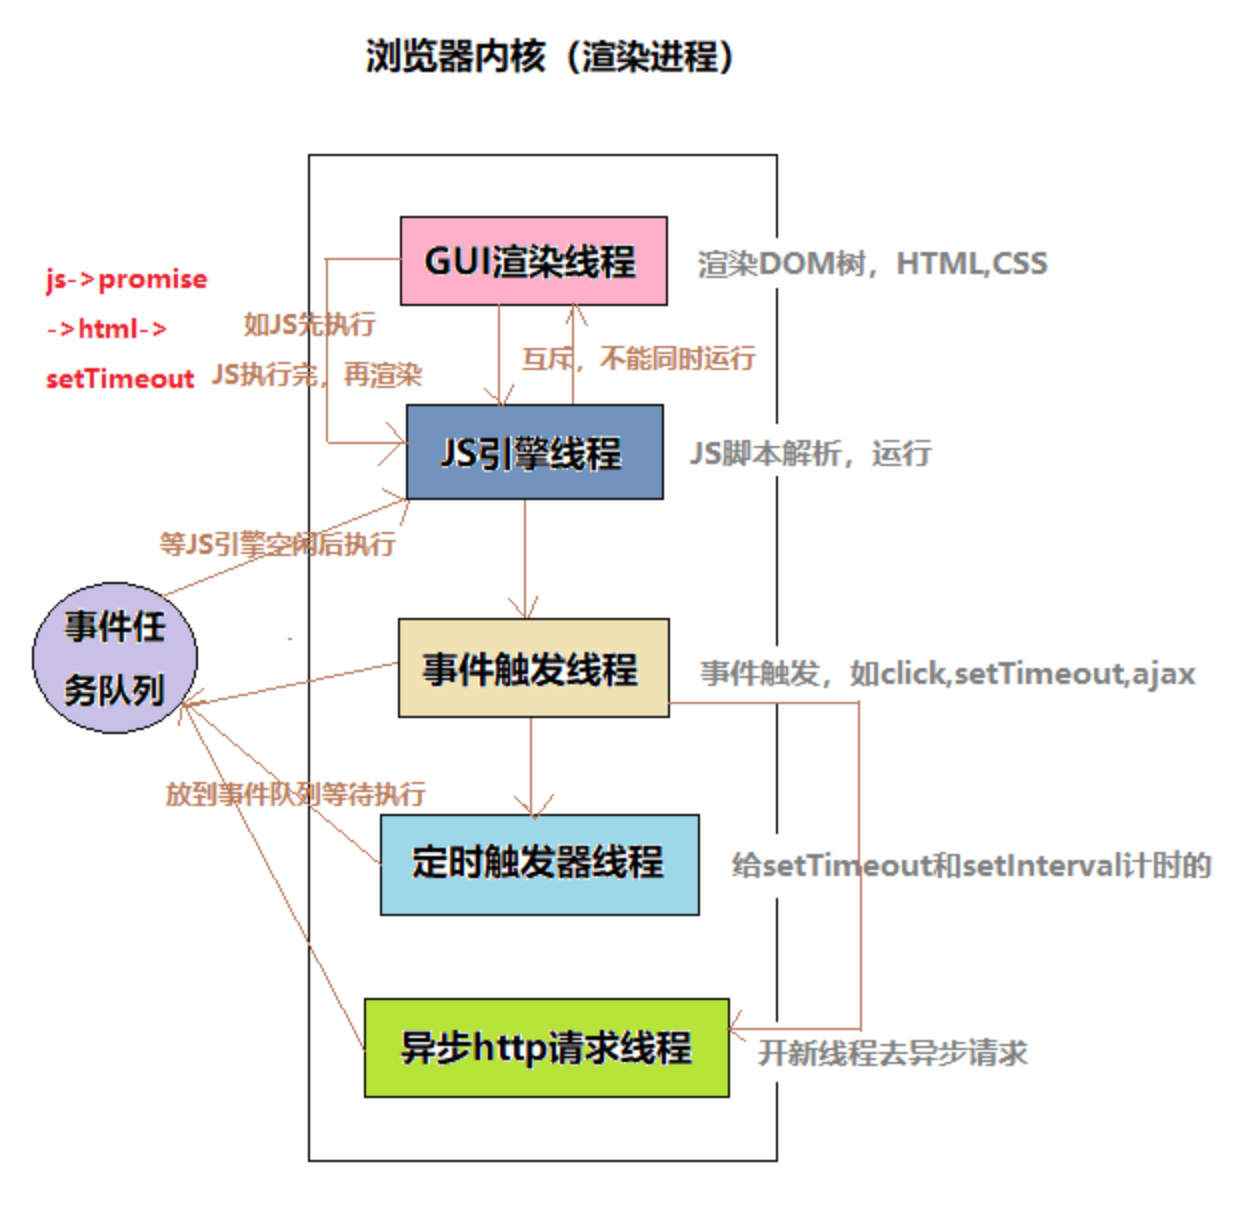 浏览器内核（渲染进程）
GUI渲染线程
渲染DOM树，HTML,CSS
js->promise
->html->
setTimeout
如JS先执行
JS执行完，再渲染
互斥，不能同时运行
JS引擎线程
JS脚本解析，运行
等JS引擎空闲后执行
事件任
务队列
事件触发线程
事件触发，如click,setTimeout,ajax
放到事件队列等待执行
定时触发器线程
给setTimeout和setInterval计时的
异步http请求线程
开新线程去异步请求